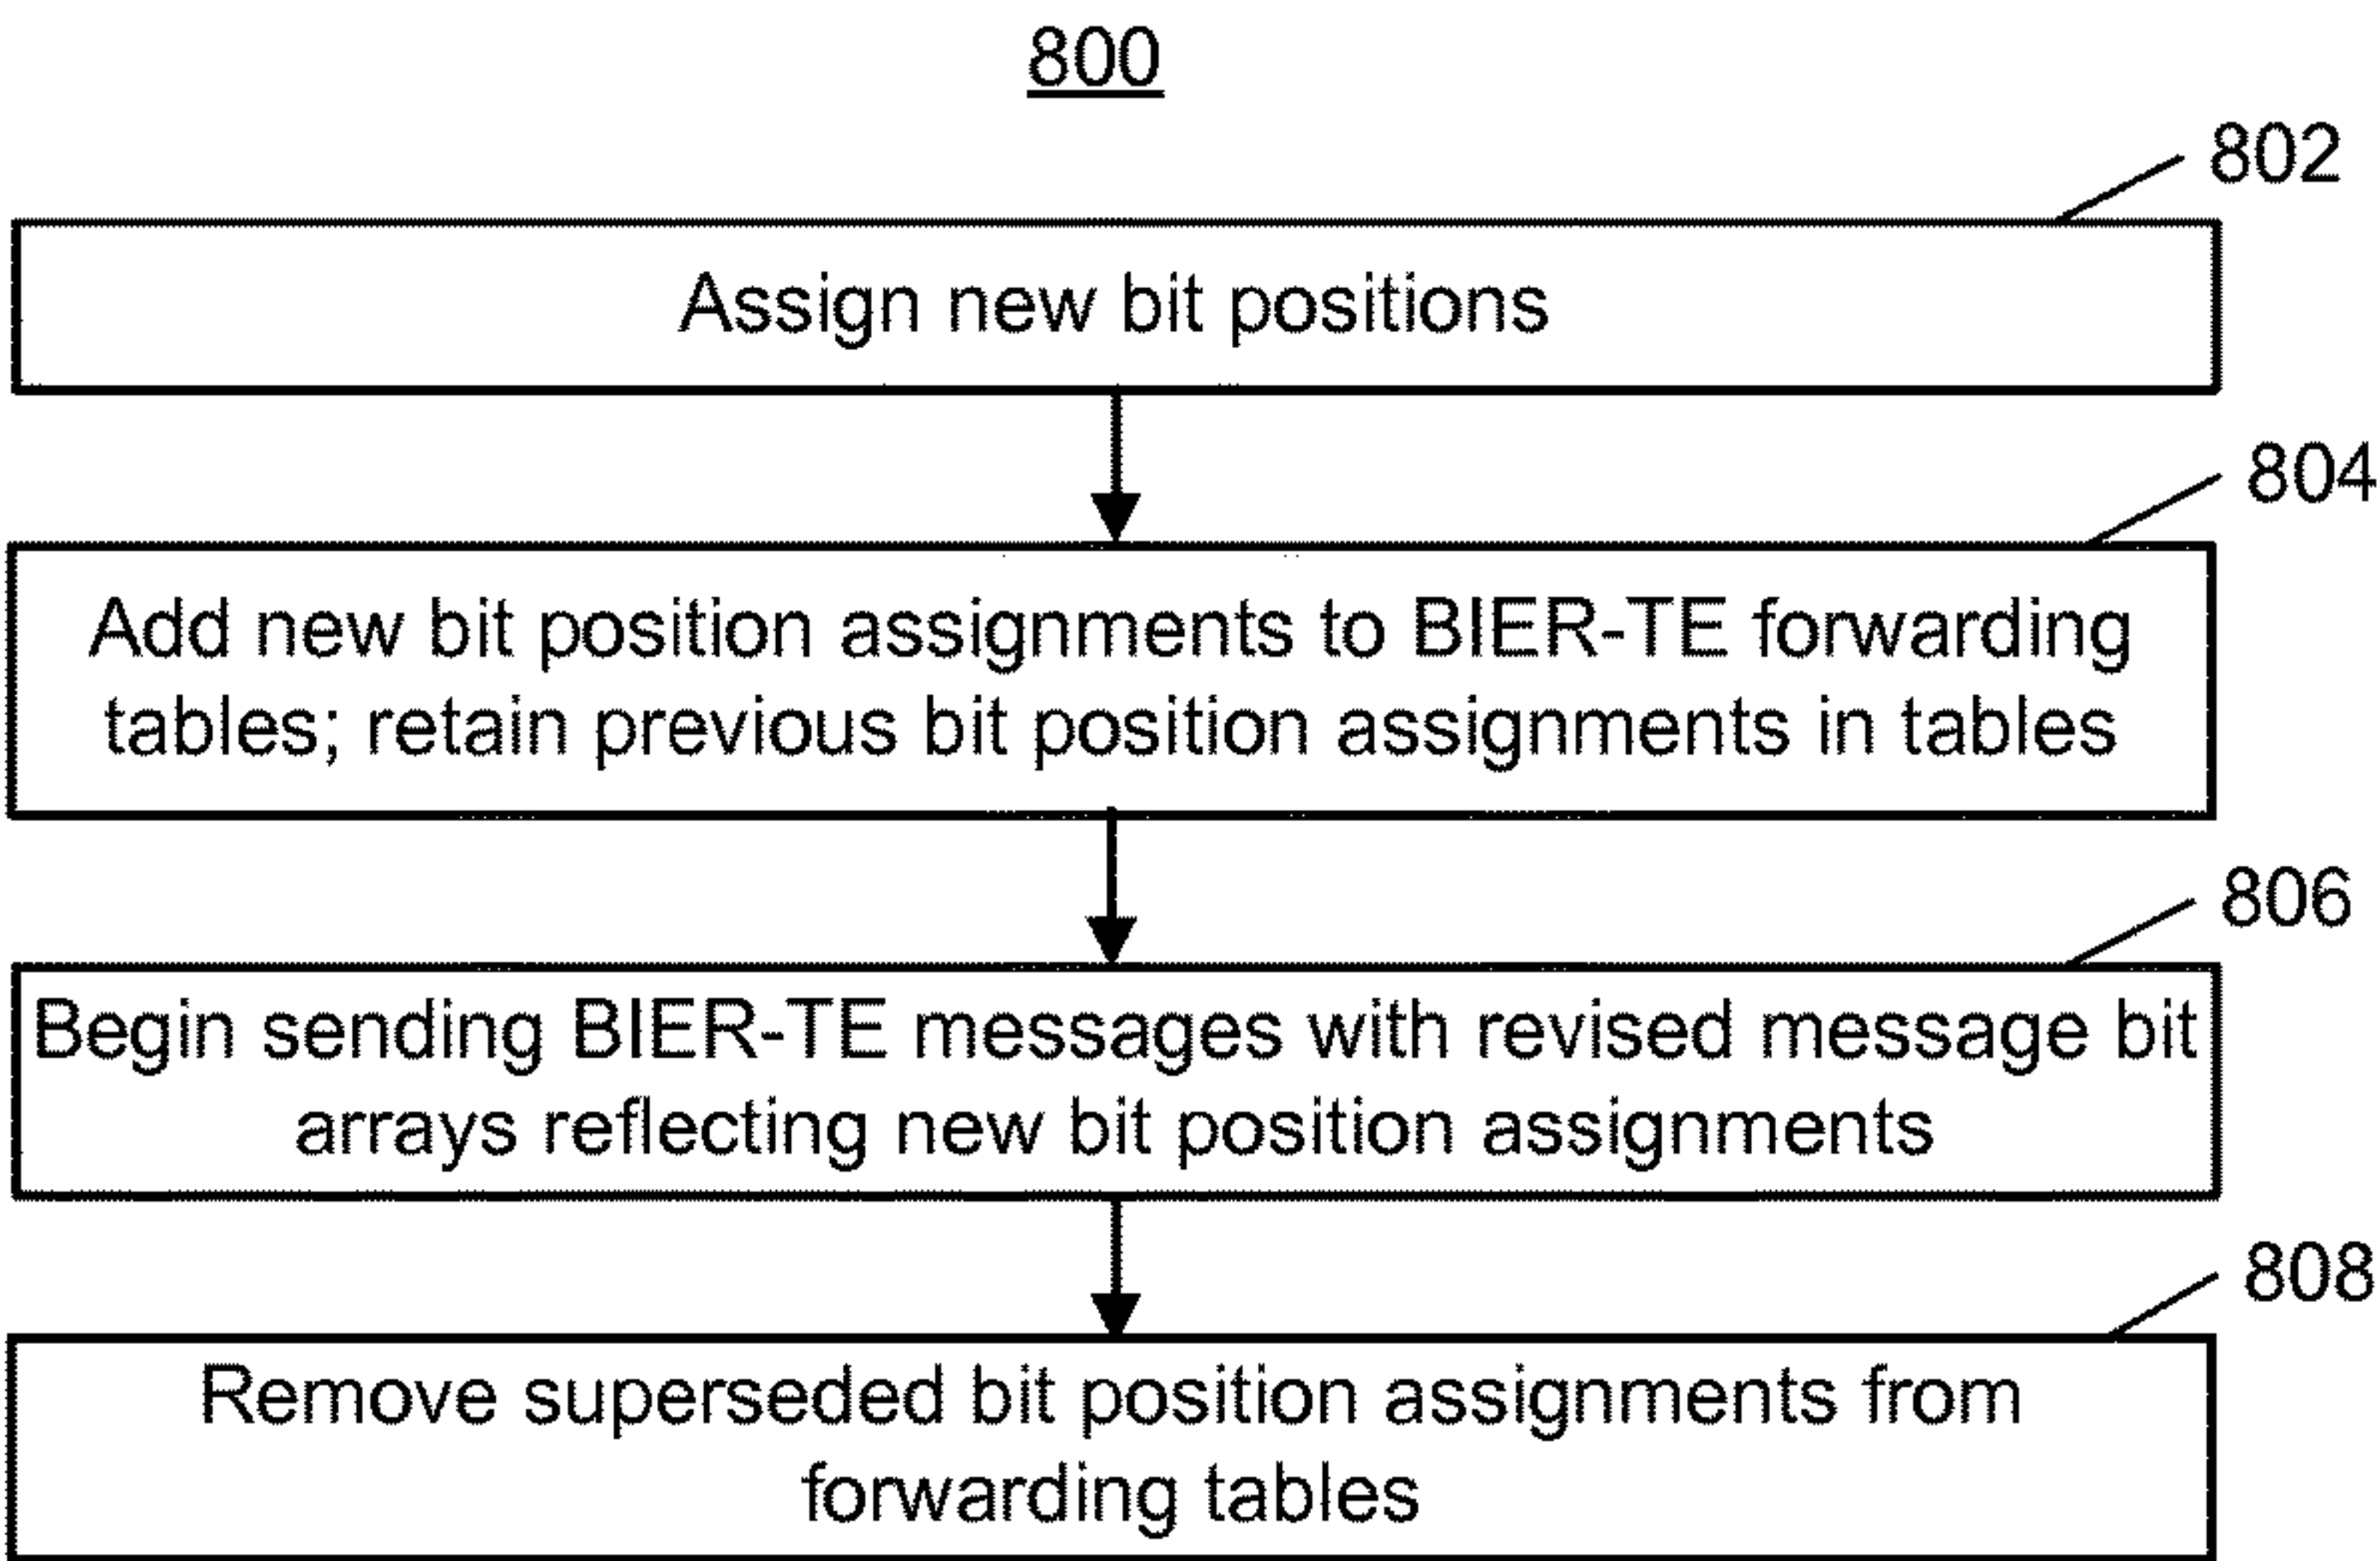 800
802
Assign new bit positions
804
Add new bit position assignments to BIER-TE forwarding
tables; retain previous bit position assignments in tables
806
Begin sending BIER-TE messages with revised message bit
arrays reflecting new bit position assignments
808
Remove superseded bit position assignments from
forwarding tables